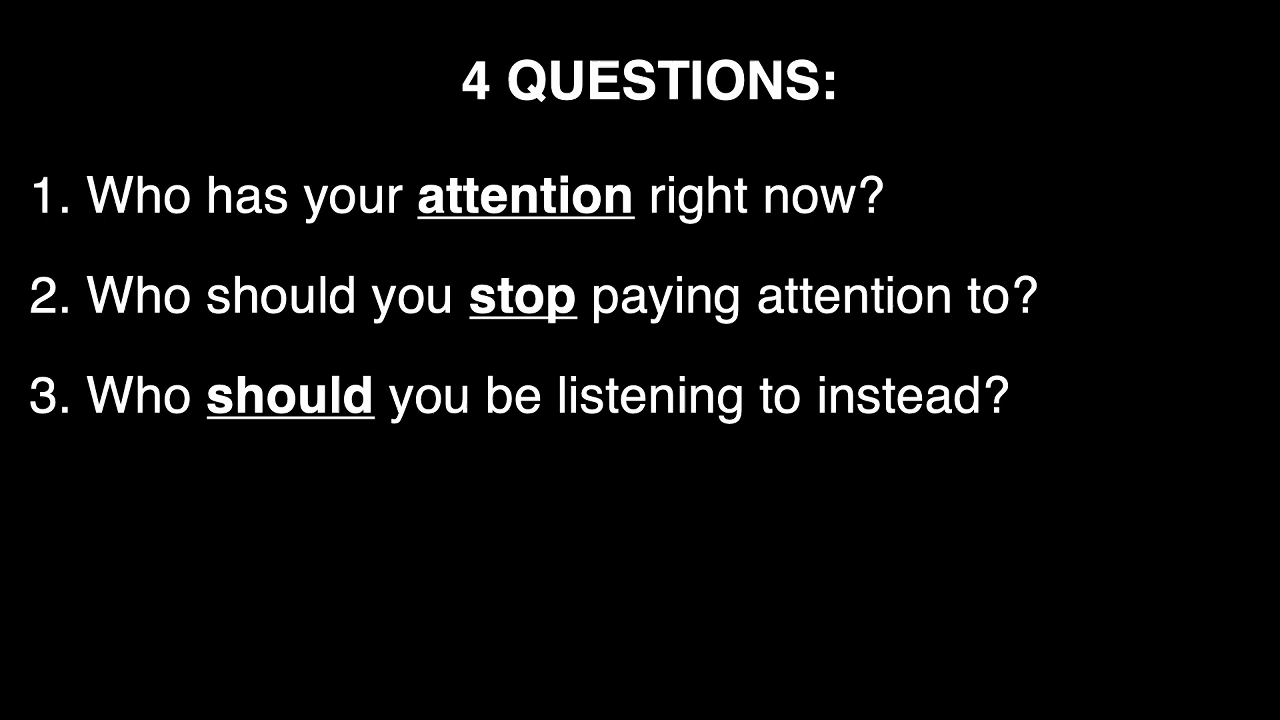 4 QUESTIONS:
1. Who has your attention right now?
2. Who should you stop paying attention to?
3. Who should you be listening to instead?